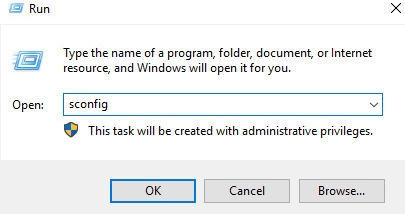 Run
Type the name of a program, folder, document, or Internet
resource, and Windows will open it for you.
Open: sconfig
This task will be created with administrative privileges.
OK Cancel Browse...